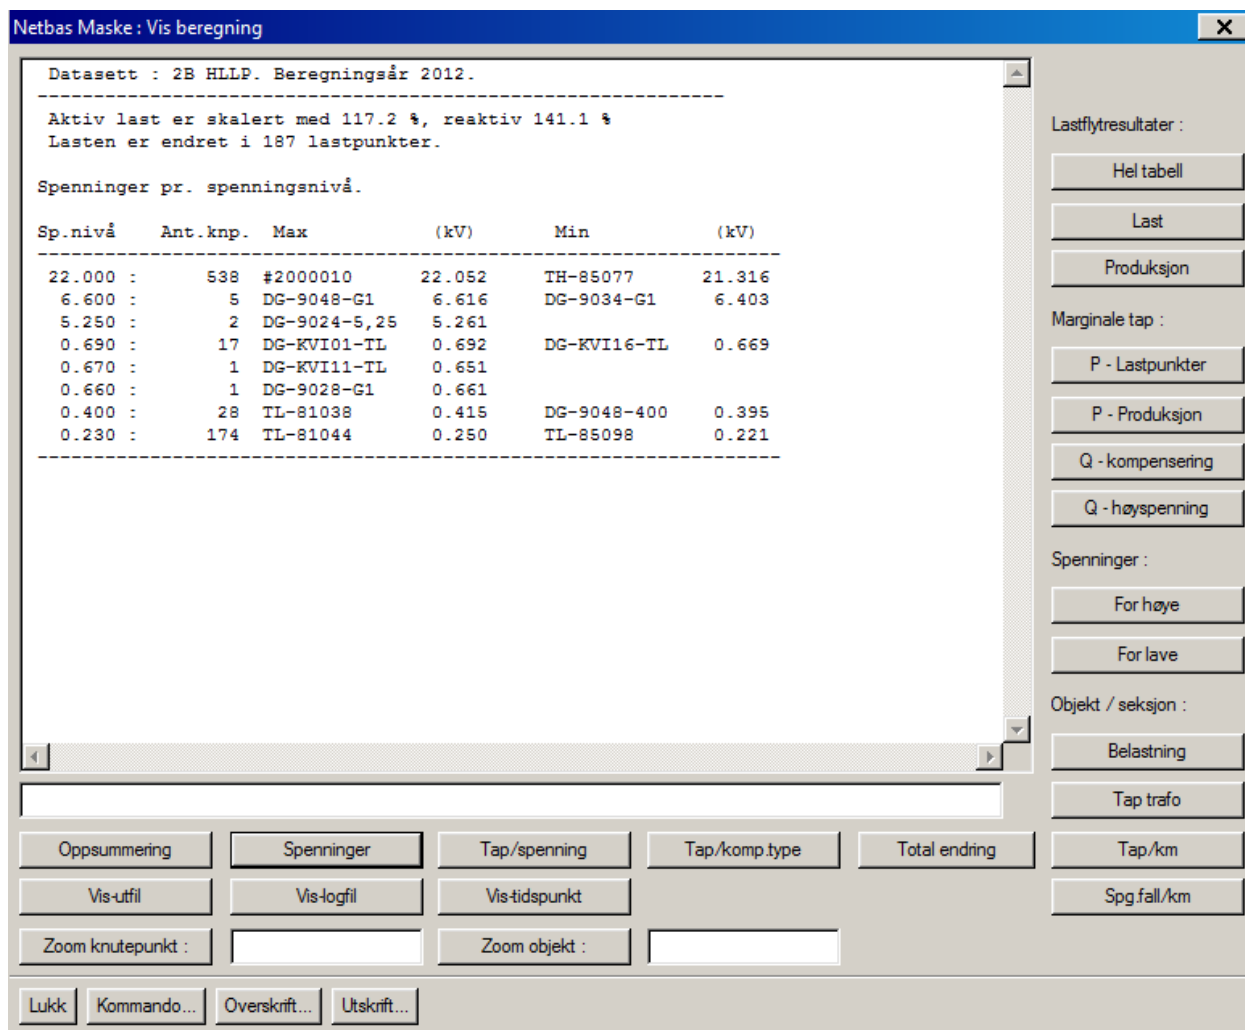 Netbas Maske : Vis beregning
Datasett : 2B HLLP. Beregningsår 2012.
Aktiv last er skalert med 117.2 %, reaktiv 141.1 %
Lasten er endret i 187 lastpunkter.
Spenninger pr. spenningsnivå.
Sp.nivå Ant.knp. Max (kV) Min (kV)
22.000 : 538 #2000010 22.052 TH-85077 21.316
6.600 : 5 DG-9048-G1 6.616 DG-9034-G1 6.403
5.250 : 2 DG-9024-5,25 5.261
0.690 : 17 DG-KVI01-TL 0.692 DG-KVI16-TL 0.669
0.670 : 1 DG-KVI11-TL 0.651
0.660 : 1 DG-9028-G1 0.661
0.400 : 28 TL-81038 0.415 DG-9048-400 0.395
0.230 : 174 TL-81044 0.250 TL-85098 0.221
Lastflytresultater :
Hel tabell
Last
Produksjon
Marginale tap :
P - Lastpunkter
P - Produksjon
Q - kompensering
Q - høyspenning
Spenninger :
For høye
For lave
Objekt / seksjon :
Belastning
Tap trafo
Oppsummering Spenninger Tap/spenning Tap/komp.type Total endring Tap/km
Vis-utfil Vis-logfil Vis-tidspunkt Spg.fall/km
Zoom knutepunkt : Zoom objekt :
Lukk Kommando... Overskrift... Utskrift...